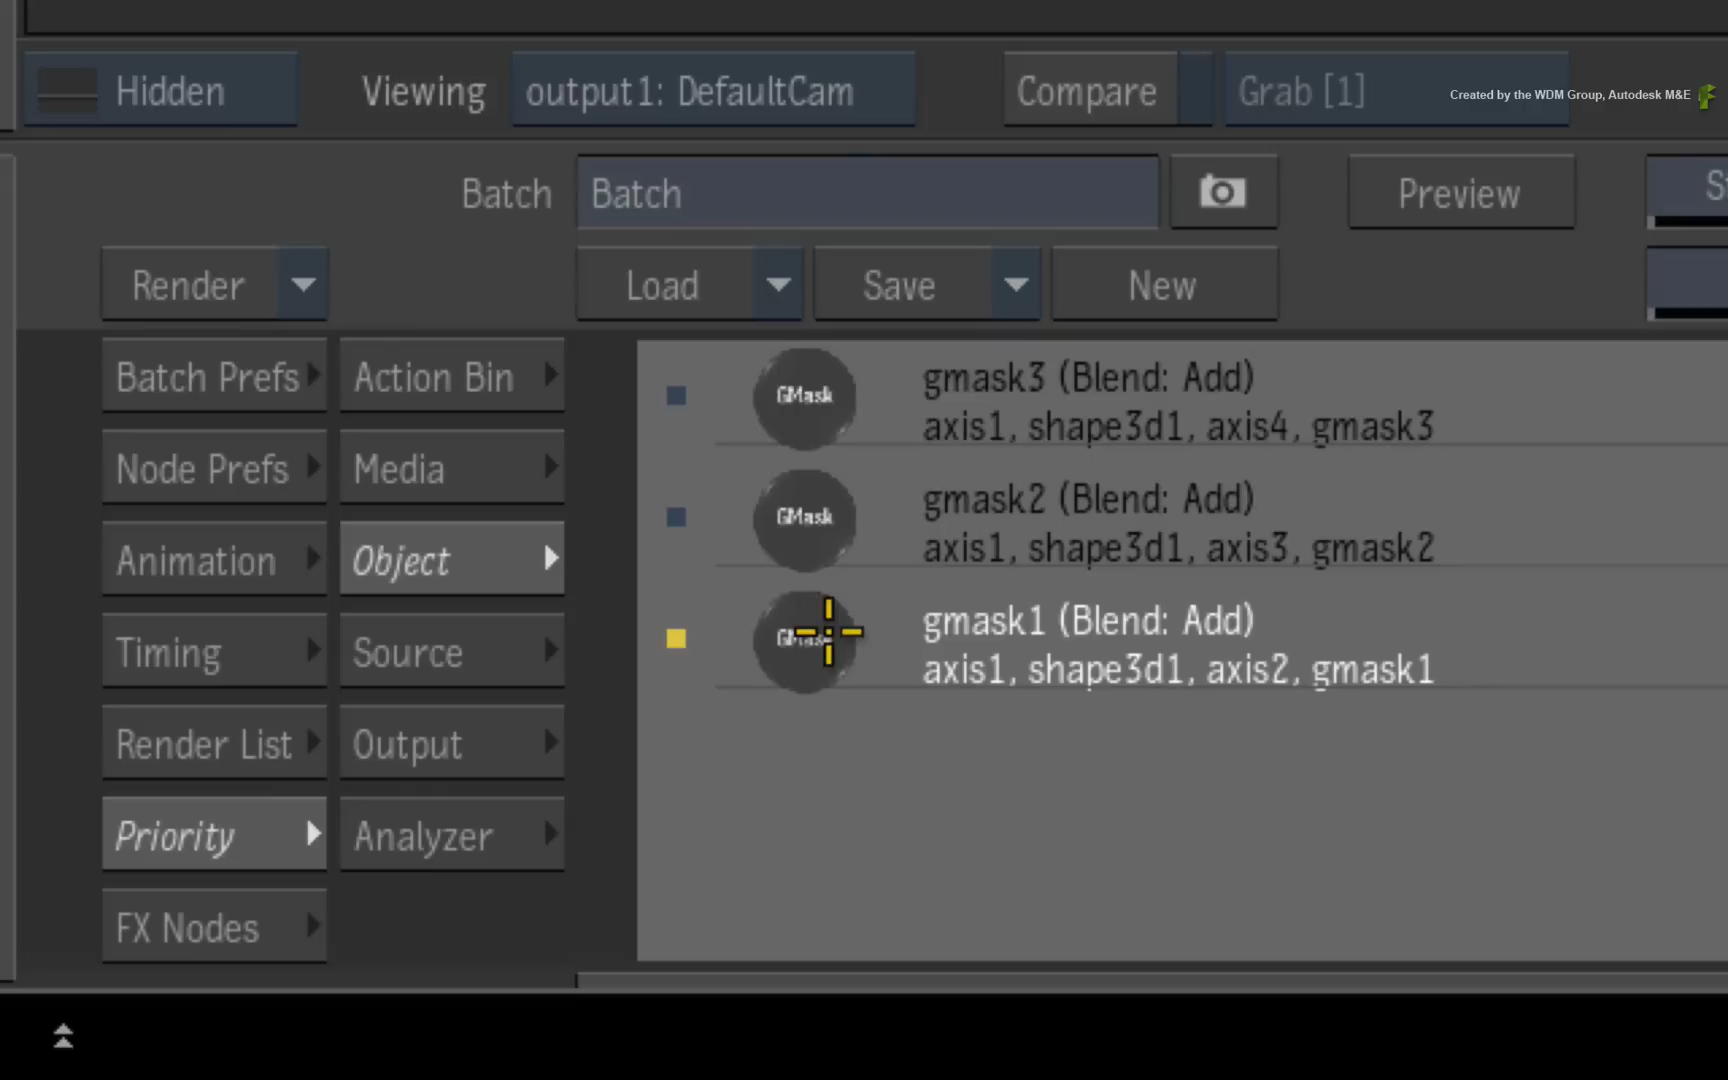 Hidden
Viewing
output1: DefaultCam
Compare
Grab [1]
Created by the WDM Group, Autodesk M&E
Batch
Batch
Preview
Render
Load
Save
New
Batch Prefs
Action Bin
Node Prefs
Media
Animation
Object
Timing
Source
Render List
Output
Priority
Analyzer
FX Nodes
GMask
gmask3 (Blend: Add)
axis1, shape3d1, axis4, gmask3
GMask
gmask2 (Blend: Add)
axis1, shape3d1, axis3, gmask2
gmask1 (Blend: Add)
axis1, shape3d1, axis2, gmask1